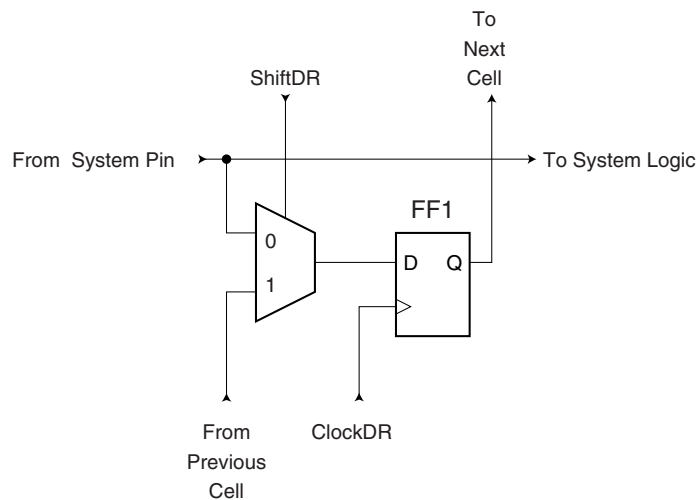 To
Next
Cell
ShiftDR
From System Pin
To System Logic
FF1
0
1
D
Q
From
Previous
Cell
ClockDR